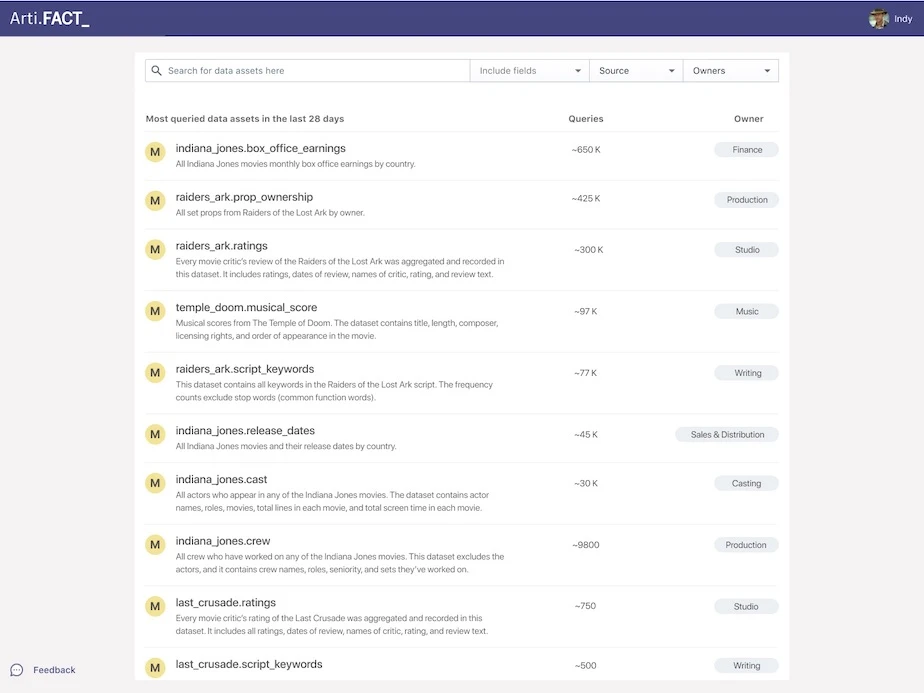 Arti.FACT_
Indy
Search for data assets here
Include fields
Source
Owners
Most queried data assets in the last 28 days
Queries
Owner
M
indiana_jones.box_office_earnings
~650 K
Finance
All Indiana Jones movies monthly box office earnings by country.
M
raiders_ark.prop_ownership
~425 K
Production
All set props from Raiders of the Lost Ark by owner.
M
raiders_ark.ratings
~300 K
Studio
Every movie critic's review of the Raiders of the Lost Ark was aggregated and recorded in
this dataset. It includes ratings, dates of review, names of critic, rating, and review text.
M
temple_doom.musical_score
~97 K
Music
Musical scores from The Temple of Doom. The dataset contains title, length, composer,
licensing rights, and order of appearance in the movie.
M
raiders_ark.script_keywords
~77 K
Writing
This dataset contains all keywords in the Raiders of the Lost Ark script. The frequency
counts exclude stop words (common function words).
M
indiana_jones.release_dates
~45 K
Sales & Distribution
All Indiana Jones movies and their release dates by country.
M
indiana_jones.cast
~30 K
Casting
All actors who appear in any of the Indiana Jones movies. The dataset contains actor
names, roles, movies, total lines in each movie, and total screen time in each movie.
M
indiana_jones.crew
~9800
Production
All crew who have worked on any of the Indiana Jones movies. This dataset excludes the
actors, and it contains crew names, roles, seniority, and sets they've worked on.
M
last_crusade.ratings
~750
Studio
Every movie critic's rating of the Last Crusade was aggregated and recorded in this
dataset. It includes all ratings, dates of review, names of critic, rating, and review text.
M
last_crusade.script_keywords
~500
Writing
Feedback